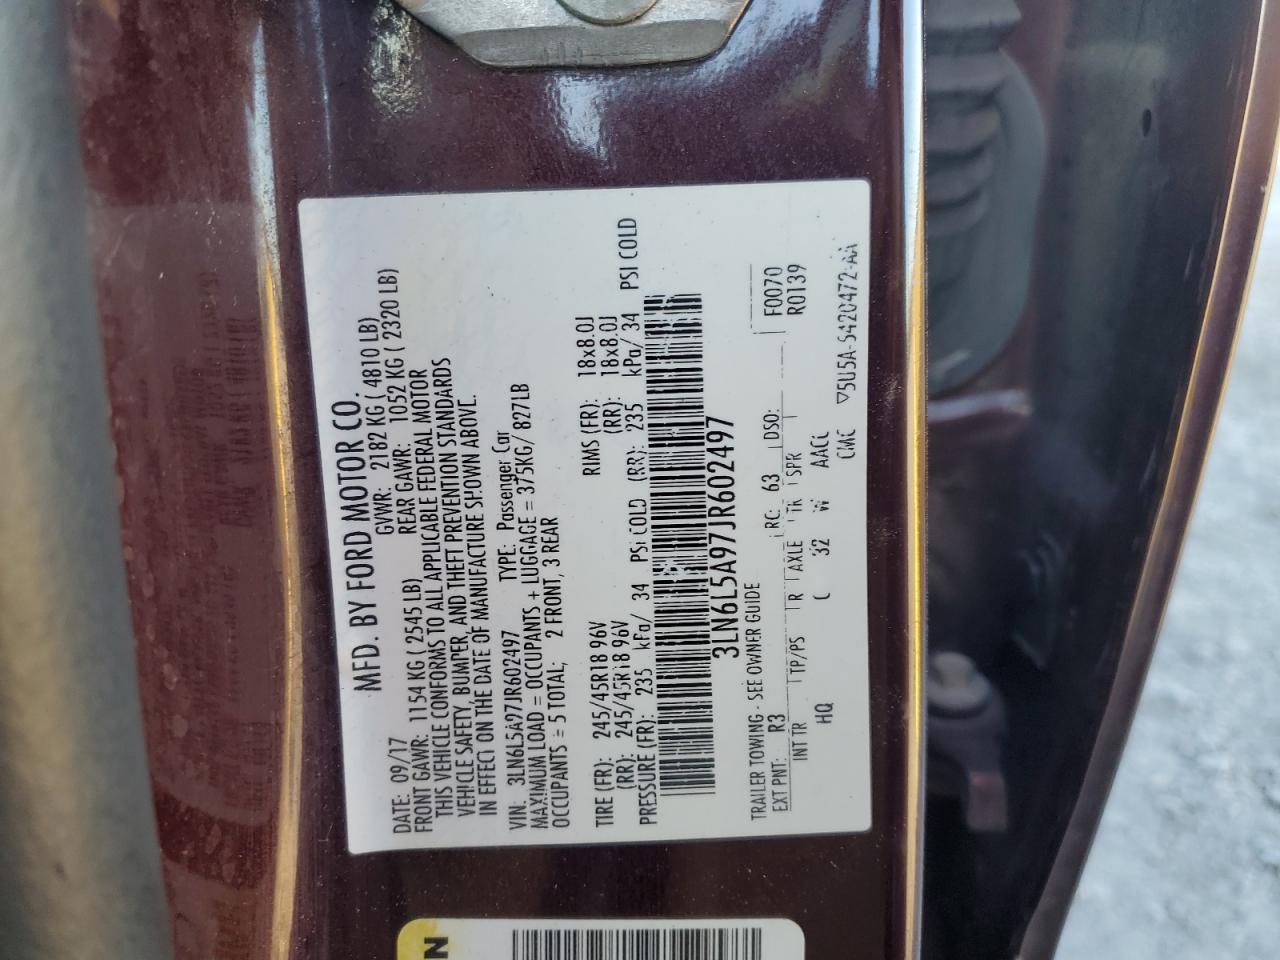 MFD. BY FORD MOTOR CO.
DATE: 09/17 GVWR: 2182 KG ( 4810 LB)
FRONT GAWR: 1154 KG ( 2545 LB) REAR GAWR: 1052 KG ( 2320 LB)
THIS VEHICLE CONFORMS TO ALL APPLICABLE FEDERAL MOTOR
VEHICLE SAFETY, BUMPER, AND THEFT PREVENTION STANDARDS
IN EFFECT ON THE DATE OF MANUFACTURE SHOWN ABOVE.
VIN: 3LN6L5A97JR602497 TYPE: Passenger Car
MAXIMUM LOAD = OCCUPANTS + LUGGAGE = 375KG/ 827LB
OCCUPANTS = 5 TOTAL; 2 FRONT, 3 REAR
TIRE (FR): 245/45R18 96V RIMS (FR): 18x8.0J
(RR): 245/45R18 96V (RR): 18x8.0J
PRESSURE (FR): 235 kPa/ 34 PSI COLD (RR): 235 kPa/ 34 PSI COLD
3LN6L5A97JR602497
TRAILER TOWING - SEE OWNER GUIDE F0070
EXT PNT: R3 RC: 63 DSO: R0139
INT TR TP/PS R AXLE TR SPR
HQ 32 W
5U5A-S420472-AA
N